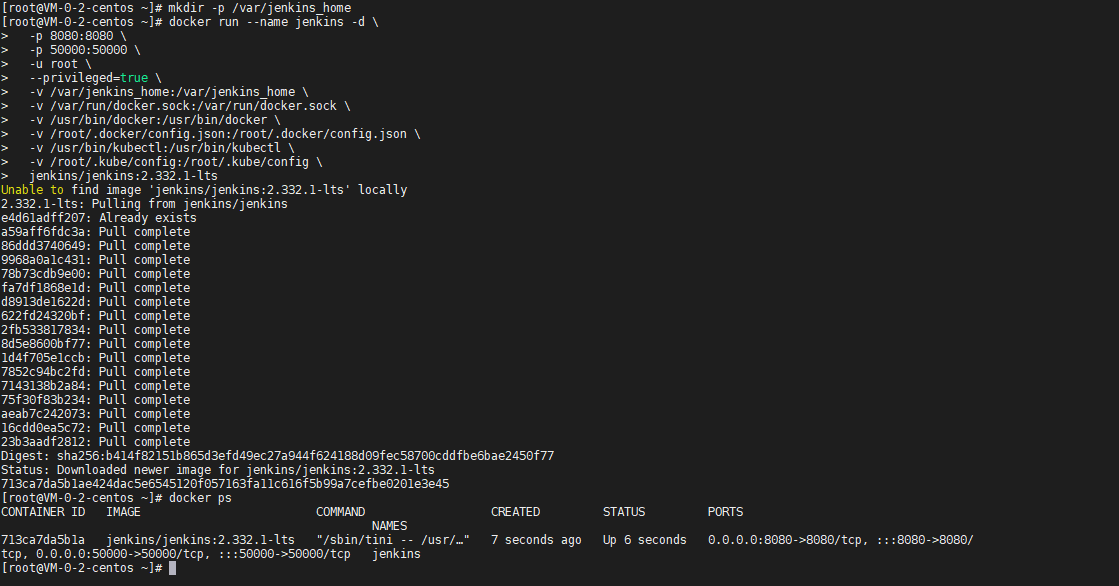 [root@VM-0-2-centos ~]# mkdir -p /var/jenkins_home
[root@VM-0-2-centos ~]# docker run --name jenkins -d \
>   -p 8080:8080 \
>   -p 50000:50000 \
>   -u root \
>   --privileged=true \
>   -v /var/jenkins_home:/var/jenkins_home \
>   -v /var/run/docker.sock:/var/run/docker.sock \
>   -v /usr/bin/docker:/usr/bin/docker \
>   -v /root/.docker/config.json:/root/.docker/config.json \
>   -v /usr/bin/kubectl:/usr/bin/kubectl \
>   -v /root/.kube/config:/root/.kube/config \
>   jenkins/jenkins:2.332.1-lts
Unable to find image 'jenkins/jenkins:2.332.1-lts' locally
2.332.1-lts: Pulling from jenkins/jenkins
e4d61adff207: Already exists
a59aff6fdc3a: Pull complete
86ddd3740649: Pull complete
9968a0a1c431: Pull complete
78b73cdb9e00: Pull complete
fa7df1868e1d: Pull complete
d8913de1622d: Pull complete
622fd24320bf: Pull complete
2fb533817834: Pull complete
8d5e8600bf77: Pull complete
1d4f705e1ccb: Pull complete
7852c94bc2fd: Pull complete
7143138b2a84: Pull complete
75f30f83b234: Pull complete
aeab7c242073: Pull complete
16cdd0ea5c72: Pull complete
23b3aadf2812: Pull complete
Digest: sha256:b414f82151b865d3efd49ec27a944f624188d09fec58700cddfbe6bae2450f77
Status: Downloaded newer image for jenkins/jenkins:2.332.1-lts
713ca7da5b1ae424dac5e6545120f057163fa11c616f5b99a7cefbe0201e3e45
[root@VM-0-2-centos ~]# docker ps
CONTAINER ID   IMAGE                         COMMAND                  CREATED         STATUS         PORTS
                                                     NAMES
713ca7da5b1a   jenkins/jenkins:2.332.1-lts   "/sbin/tini -- /usr/…"   7 seconds ago   Up 6 seconds   0.0.0.0:8080->8080/tcp, :::8080->8080/
tcp, 0.0.0.0:50000->50000/tcp, :::50000->50000/tcp   jenkins
[root@VM-0-2-centos ~]#